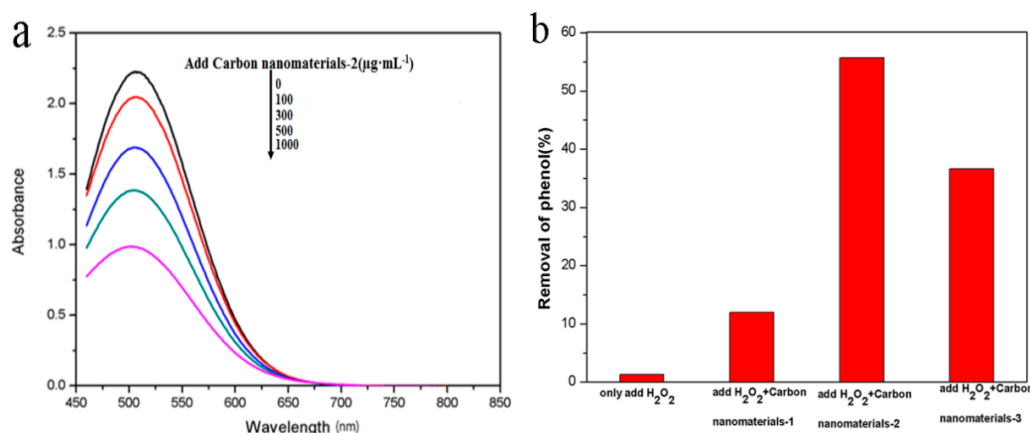 a
Add Carbon nanomaterials-2(μg·mL⁻¹)
0
100
300
500
1000
2.5
2.0
1.5
1.0
0.5
0.0
Absorbance
450 500 550 600 650 700 750 800 850
Wavelength (nm)
b
60
50
40
30
20
10
0
Removal of phenol(%)
only add H₂O₂
add H₂O₂+Carbon
nanomaterials-1
add H₂O₂+Carbon
nanomaterials-2
add H₂O₂+Carbon
nanomaterials-3